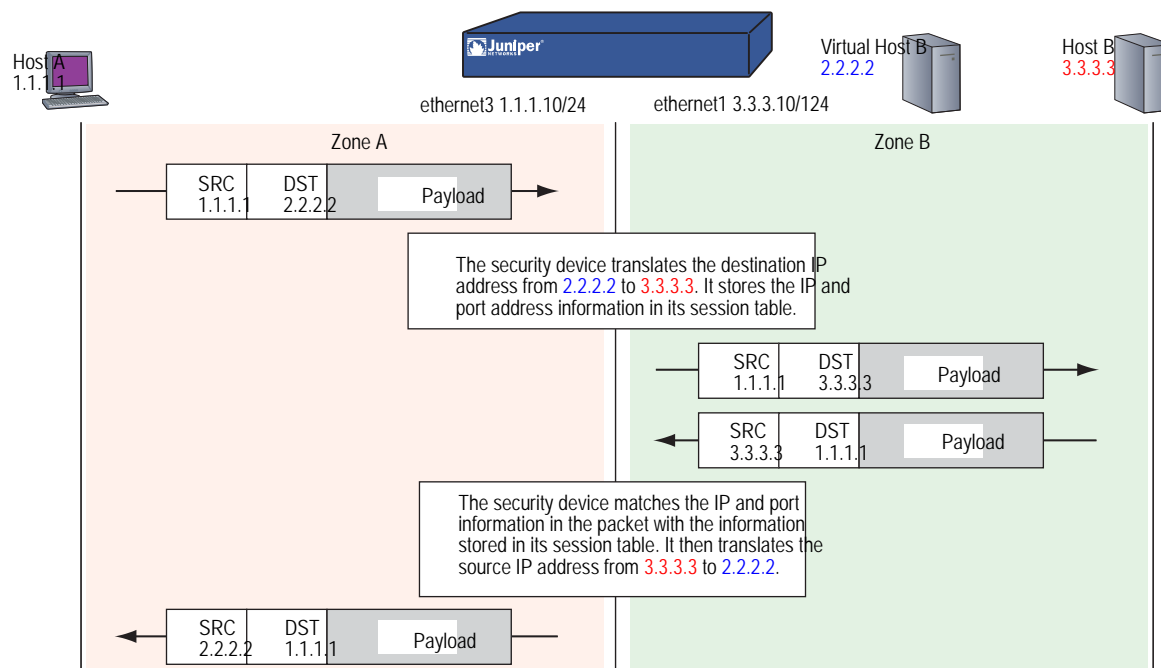 Juniper
NETWORKS
Host A
1.1.1.1
Virtual Host B
2.2.2.2
Host B
3.3.3.3
ethernet3 1.1.1.10/24
ethernet1 3.3.3.10/124
Zone A
Zone B
SRC
1.1.1.1
DST
2.2.2.2
Payload
The security device translates the destination IP
address from 2.2.2.2 to 3.3.3.3. It stores the IP and
port address information in its session table.
SRC
1.1.1.1
DST
3.3.3.3
Payload
SRC
3.3.3.3
DST
1.1.1.1
Payload
The security device matches the IP and port
information in the packet with the information
stored in its session table. It then translates the
source IP address from 3.3.3.3 to 2.2.2.2.
SRC
2.2.2.2
DST
1.1.1.1
Payload